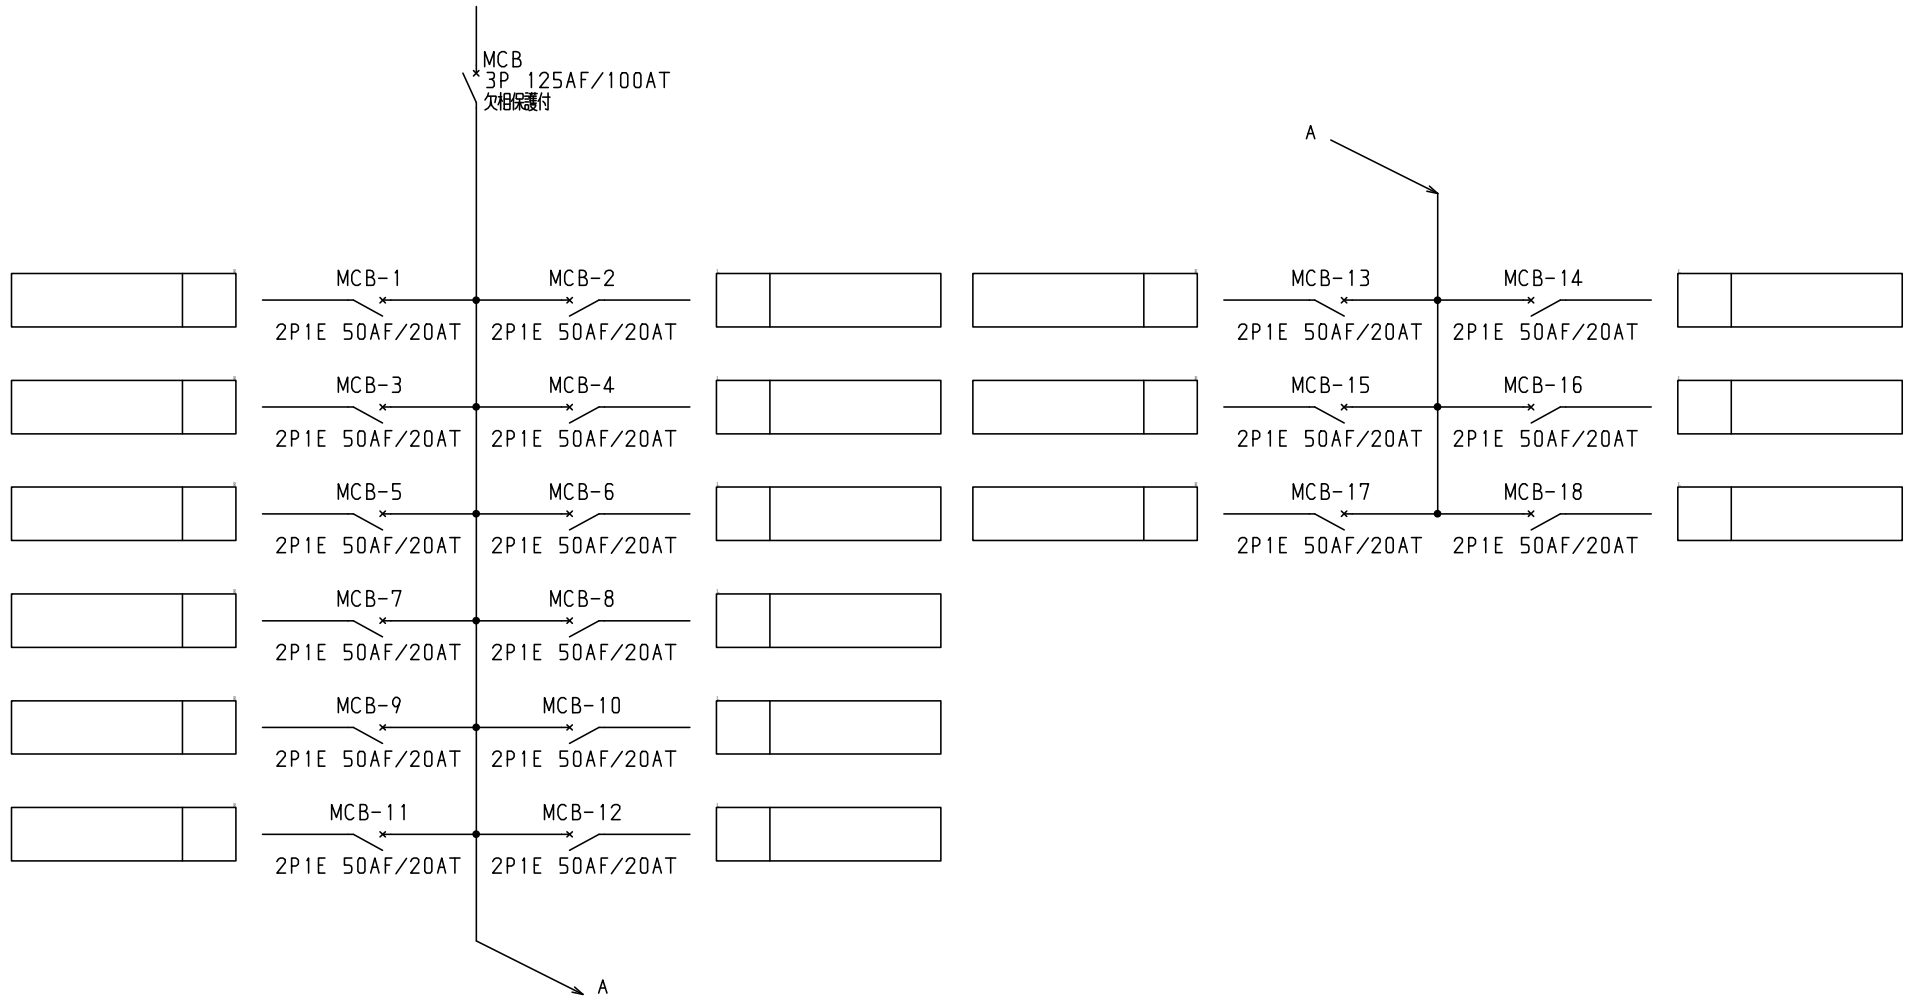 MCB
3P 125AF/100AT
欠相保護付
MCB-1
2P1E 50AF/20AT
MCB-2
2P1E 50AF/20AT
MCB-3
2P1E 50AF/20AT
MCB-4
2P1E 50AF/20AT
MCB-5
2P1E 50AF/20AT
MCB-6
2P1E 50AF/20AT
MCB-7
2P1E 50AF/20AT
MCB-8
2P1E 50AF/20AT
MCB-9
2P1E 50AF/20AT
MCB-10
2P1E 50AF/20AT
MCB-11
2P1E 50AF/20AT
MCB-12
2P1E 50AF/20AT
A
A
MCB-13
2P1E 50AF/20AT
MCB-14
2P1E 50AF/20AT
MCB-15
2P1E 50AF/20AT
MCB-16
2P1E 50AF/20AT
MCB-17
2P1E 50AF/20AT
MCB-18
2P1E 50AF/20AT